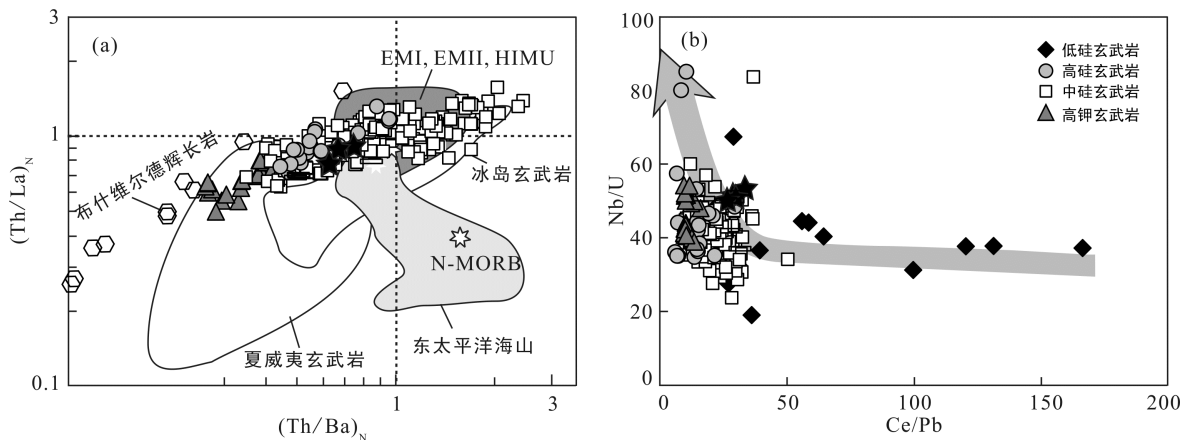 (a)
3
1
0.1
(Th/La)N
EMI, EMII, HIMU
布什维尔德辉长岩
冰岛玄武岩
N-MORB
夏威夷玄武岩
东太平洋海山
1
3
(Th/Ba)N
(b)
100
80
60
40
20
0
Nb/U
低硅玄武岩
高硅玄武岩
中硅玄武岩
高钾玄武岩
0
50
100
150
200
Ce/Pb